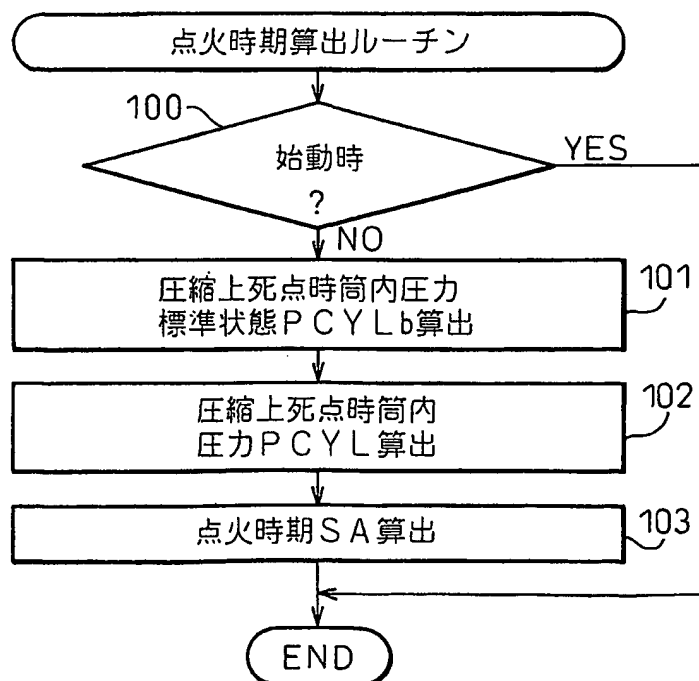 点火時期算出ルーチン
100
始動時
?
YES
NO
圧縮上死点時筒内圧力
標準状態PCYLb算出
101
圧縮上死点時筒内
圧力PCYL算出
102
点火時期SA算出
103
END